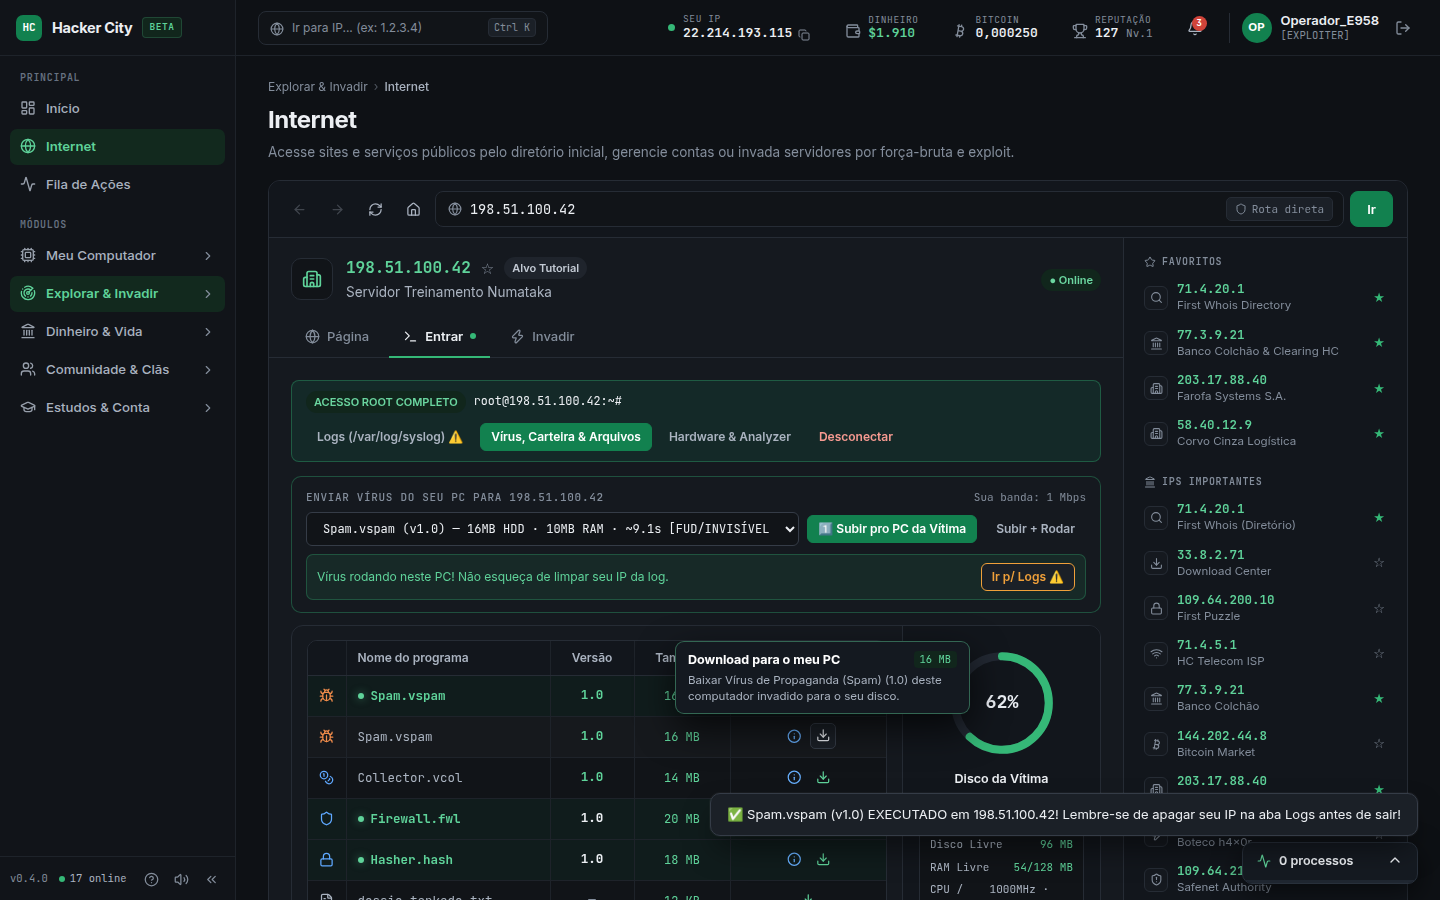 HC Hacker City BETA
Ir para IP... (ex: 1.2.3.4) Ctrl K
SEU IP
22.214.193.115
DINHEIRO
$1.910
BITCOIN
0,000250
REPUTAÇÃO
127 Nv.1
3
OP
Operador_E958
[EXPLOITER]
PRINCIPAL
Início
Internet
Fila de Ações
MÓDULOS
Meu Computador
Explorar & Invadir
Dinheiro & Vida
Comunidade & Clãs
Estudos & Conta
v0.4.0 17 online
Explorar & Invadir › Internet
Internet
Acesse sites e serviços públicos pelo diretório inicial, gerencie contas ou invada servidores por força-bruta e exploit.
198.51.100.42
Rota direta
Ir
198.51.100.42 ☆ Alvo Tutorial
Servidor Treinamento Numataka
Online
Página
Entrar
Invadir
ACESSO ROOT COMPLETO root@198.51.100.42:~#
Logs (/var/log/syslog) ⚠️
Vírus, Carteira & Arquivos
Hardware & Analyzer
Desconectar
ENVIAR VÍRUS DO SEU PC PARA 198.51.100.42
Sua banda: 1 Mbps
Spam.vspam (v1.0) — 16MB HDD · 10MB RAM · ~9.1s [FUD/INVISÍVEL
1️⃣ Subir pro PC da Vítima
Subir + Rodar
Vírus rodando neste PC! Não esqueça de limpar seu IP da log.
Ir p/ Logs ⚠️
Nome do programa Versão Tam
Spam.vspam 1.0 16
Spam.vspam 1.0 16 MB
Collector.vcol 1.0 14 MB
Firewall.fwl 1.0 20 MB
Hasher.hash 1.0 18 MB
Download para o meu PC 16 MB
Baixar Vírus de Propaganda (Spam) (1.0) deste
computador invadido para o seu disco.
62%
Disco da Vítima
Disco Livre 96 MB
RAM Livre 54/128 MB
CPU / 1000MHz ·
FAVORITOS
71.4.20.1
First Whois Directory
77.3.9.21
Banco Colchão & Clearing HC
203.17.88.40
Farofa Systems S.A.
58.40.12.9
Corvo Cinza Logística
IPS IMPORTANTES
71.4.20.1
First Whois (Diretório)
33.8.2.71
Download Center
109.64.200.10
First Puzzle
71.4.5.1
HC Telecom ISP
77.3.9.21
Banco Colchão
144.202.44.8
Bitcoin Market
203.17.88.40
Boteco h4×0r
109.64.21
Safenet Authority
✅ Spam.vspam (v1.0) EXECUTADO em 198.51.100.42! Lembre-se de apagar seu IP na aba Logs antes de sair!
0 processos